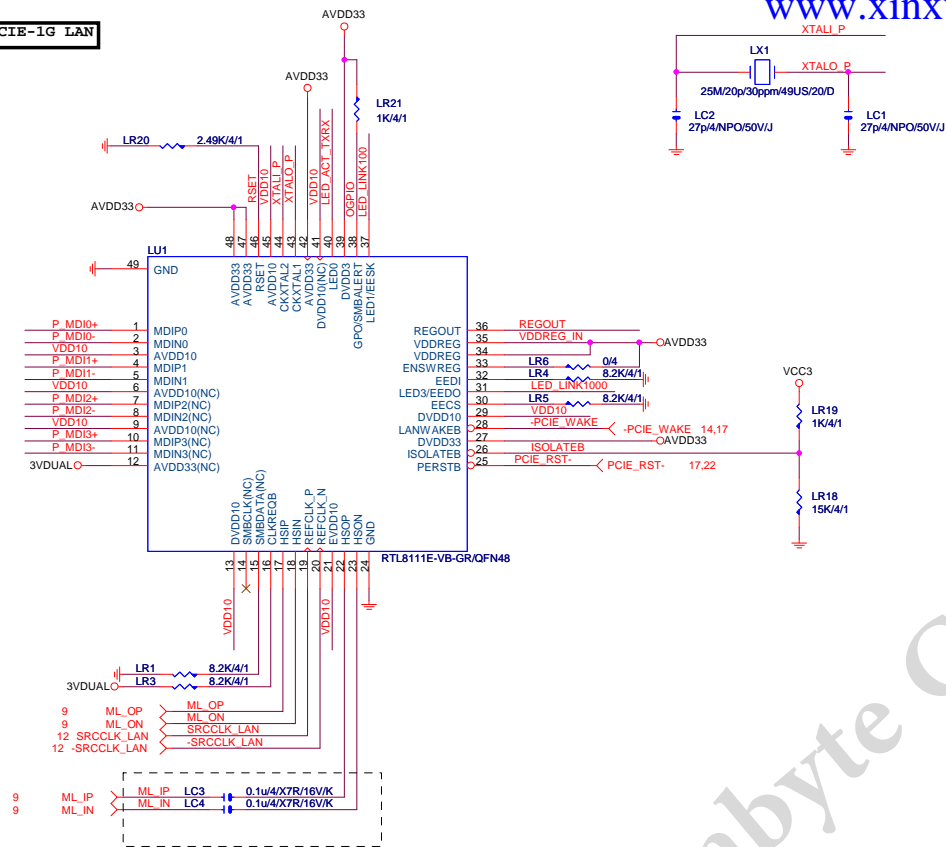 www.xinx
CIE-1G LAN
AVDD33
XTALI_P
LX1
XTALO_P
25M/20p/30ppm/49US/20/D
LC2
27p/4/NPO/50V/J
LC1
27p/4/NPO/50V/J
AVDD33
LR21
1K/4/1
LR20 2.49K/4/1
RSET
VDD10
XTALI_P
XTALO_P
VDD10
LED_ACT_TXRX
OGPIO
LED_LINK100
AVDD33
48 47 46 45 44 43 42 41 40 39 38 37
LU1
49 GND
AVDD33
AVDD33
RSET
AVDD10
CKXTAL2
CKXTAL1
AVDD33
DVDD10(NC)
LED0
DVDD3
GPO/SMBALERT
LED1/EESK
P_MDI0+ 1 MDIP0
P_MDI0- 2 MDIN0
VDD10 3 AVDD10
P_MDI1+ 4 MDIP1
P_MDI1- 5 MDIN1
VDD10 6 AVDD10(NC)
P_MDI2+ 7 MDIP2(NC)
P_MDI2- 8 MDIN2(NC)
VDD10 9 AVDD10(NC)
P_MDI3+ 10 MDIP3(NC)
P_MDI3- 11 MDIN3(NC)
3VDUAL 12 AVDD33(NC)
REGOUT 36 REGOUT
VDDREG 35 VDDREG_IN
VDDREG 34 AVDD33
ENSWREG 33 LR6 0/4
EEDI 32 LR4 8.2K/4/1
LED3/EEDO 31 LED_LINK1000
EECS 30 LR5 8.2K/4/1
DVDD10 29 VDD10
LANWAKEB 28 -PCIE_WAKE -PCIE_WAKE 14,17
DVDD33 27 AVDD33
ISOLATEB 26 ISOLATEB
PERSTB 25 PCIE_RST- PCIE_RST- 17,22
VCC3
LR19
1K/4/1
LR18
15K/4/1
DVDD10
SMBCLK(NC)
SMBDATA(NC)
CLKREQB
HSIP
HSIN
REFCLK_P
REFCLK_N
EVDD10
HSOP
HSON
GND
RTL8111E-VB-GR/QFN48
13 14 15 16 17 18 19 20 21 22 23 24
VDD10
VDD10
LR1 8.2K/4/1
3VDUAL LR3 8.2K/4/1
9 ML_OP ML_OP
9 ML_ON ML_ON
12 SRCCLK_LAN SRCCLK_LAN
12 -SRCCLK_LAN -SRCCLK_LAN
9 ML_IP ML_IP LC3 0.1u/4/X7R/16V/K
9 ML_IN ML_IN LC4 0.1u/4/X7R/16V/K
byte C